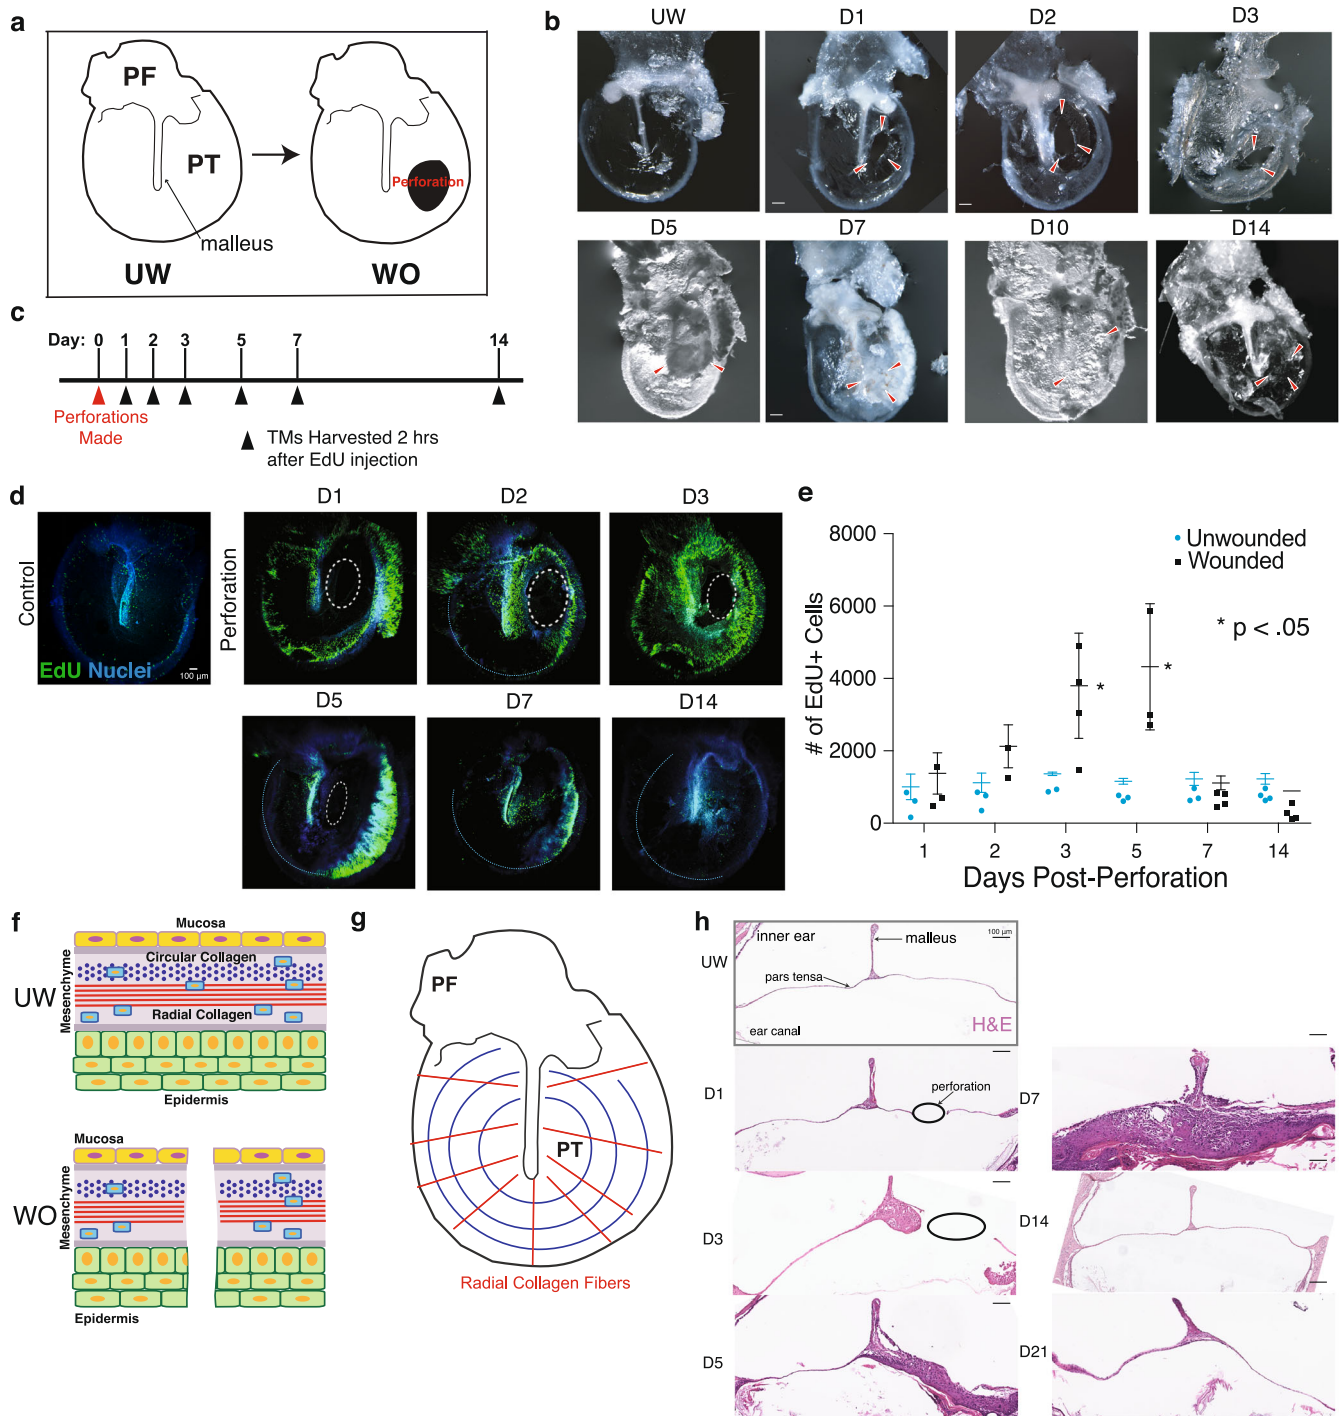 a
PF
PT
malleus
UW
Perforation
WO
b
UW
D1
D2
D3
D5
D7
D10
D14
c
Day: 0 1 2 3 5 7 14
Perforations
Made
TMs Harvested 2 hrs
after EdU injection
d
Control
EdU Nuclei
100 µm
Perforation
D1
D2
D3
D5
D7
D14
e
8000
6000
4000
2000
0
# of EdU+ Cells
Unwounded
Wounded
* p < .05
*
*
1 2 3 5 7 14
Days Post-Perforation
f
UW
Mesenchyme
Mucosa
Circular Collagen
Radial Collagen
Epidermis
WO
Mesenchyme
Mucosa
Epidermis
g
PF
PT
Radial Collagen Fibers
h
UW
inner ear
malleus
100 µm
pars tensa
ear canal
H&E
D1
perforation
D3
D5
D7
D14
D21